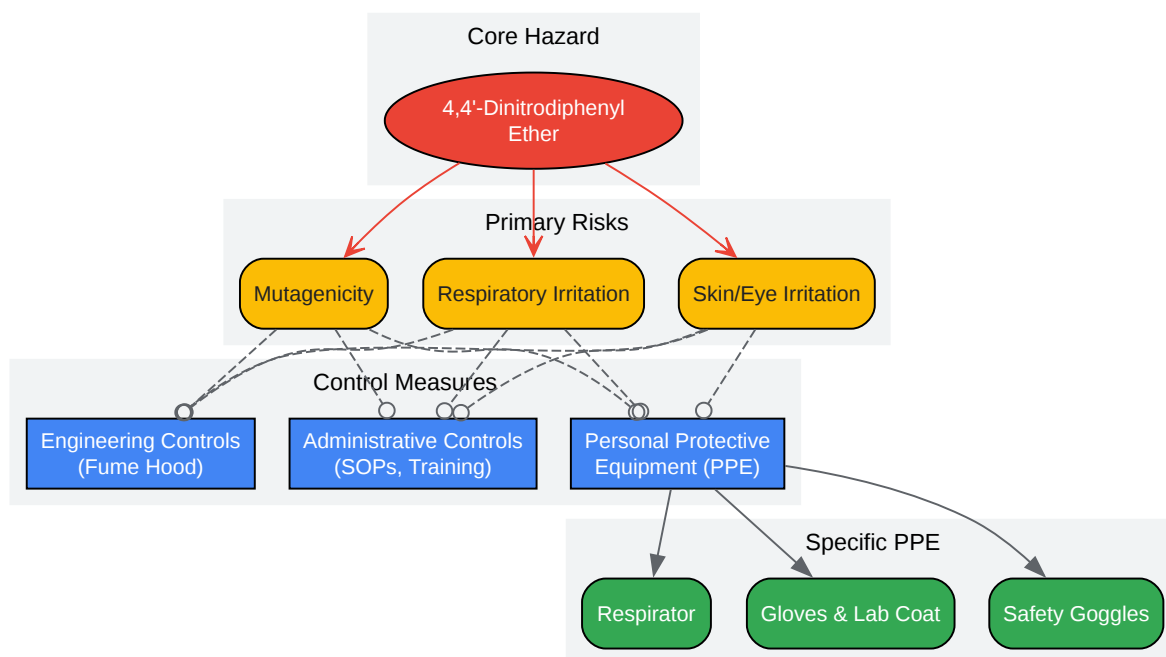 Core Hazard
4,4'-Dinitrodiphenyl
Ether
Primary Risks
Mutagenicity
Respiratory Irritation
Skin/Eye Irritation
Control Measures
Engineering Controls
(Fume Hood)
Administrative Controls
(SOPs, Training)
Personal Protective
Equipment (PPE)
Specific PPE
Respirator
Gloves & Lab Coat
Safety Goggles